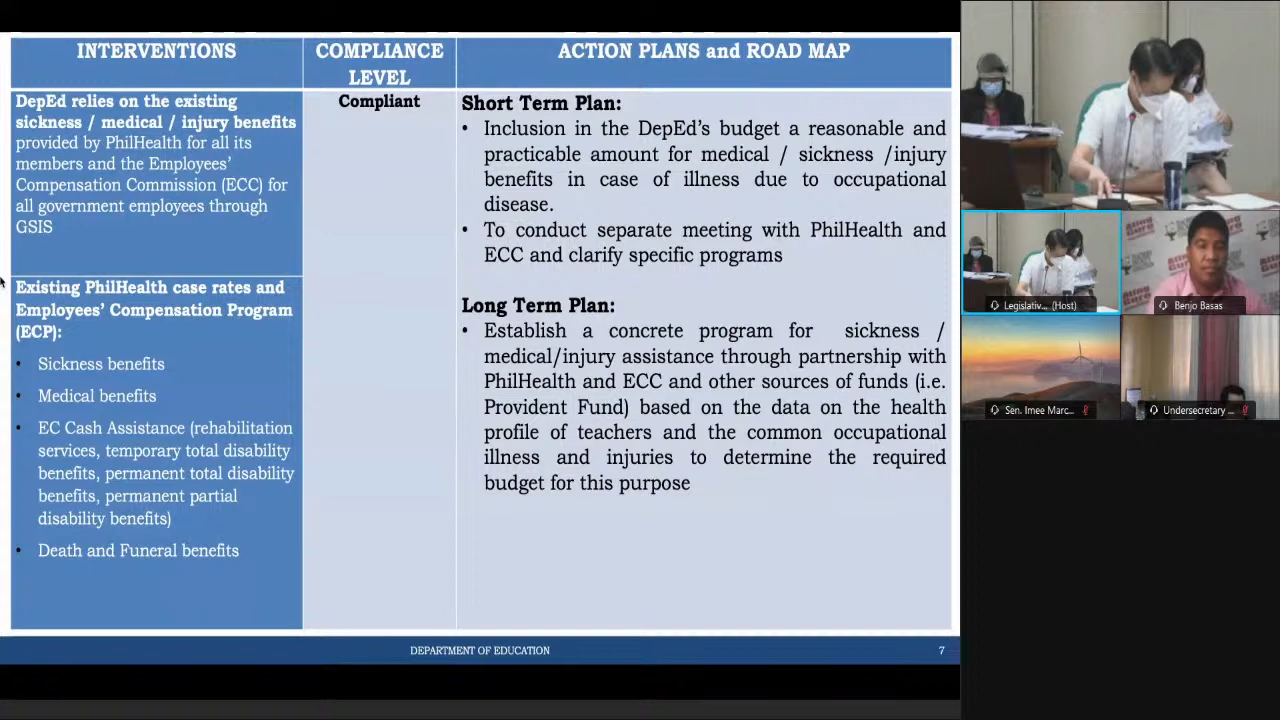 INTERVENTIONS
COMPLIANCE
LEVEL
ACTION PLANS and ROAD MAP
DepEd relies on the existing
sickness / medical / injury benefits
provided by PhilHealth for all its
members and the Employees’
Compensation Commission (ECC) for
all government employees through
GSIS
Existing PhilHealth case rates and
Employees’ Compensation Program
(ECP):
• Sickness benefits
• Medical benefits
• EC Cash Assistance (rehabilitation
services, temporary total disability
benefits, permanent total disability
benefits, permanent partial
disability benefits)
• Death and Funeral benefits
Compliant
Short Term Plan:
• Inclusion in the DepEd’s budget a reasonable and
practicable amount for medical / sickness /injury
benefits in case of illness due to occupational
disease.
• To conduct separate meeting with PhilHealth and
ECC and clarify specific programs
Long Term Plan:
• Establish a concrete program for sickness /
medical/injury assistance through partnership with
PhilHealth and ECC and other sources of funds (i.e.
Provident Fund) based on the data on the health
profile of teachers and the common occupational
illness and injuries to determine the required
budget for this purpose
DEPARTMENT OF EDUCATION
7
Legislativ... (Host)
Benjo Basas
Sen. Imee Marc...
Undersecretary ...